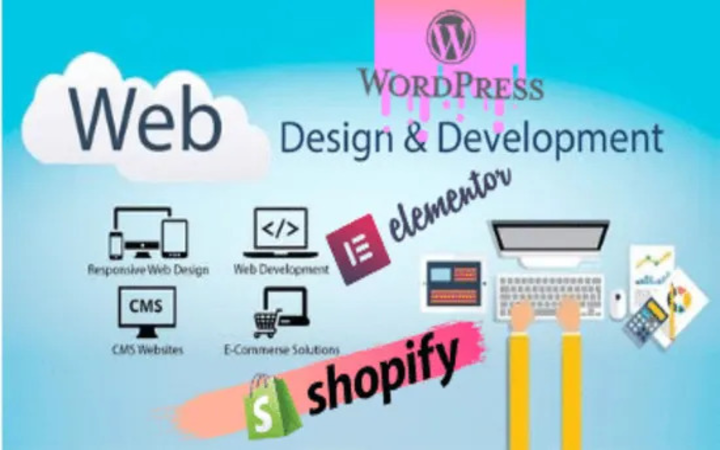 WORDPRESS
Web
Design & Development
elementor
</>
Responsive Web Design
Web Development
CMS
CMS Websites
E-Commerse Solutions
shopify